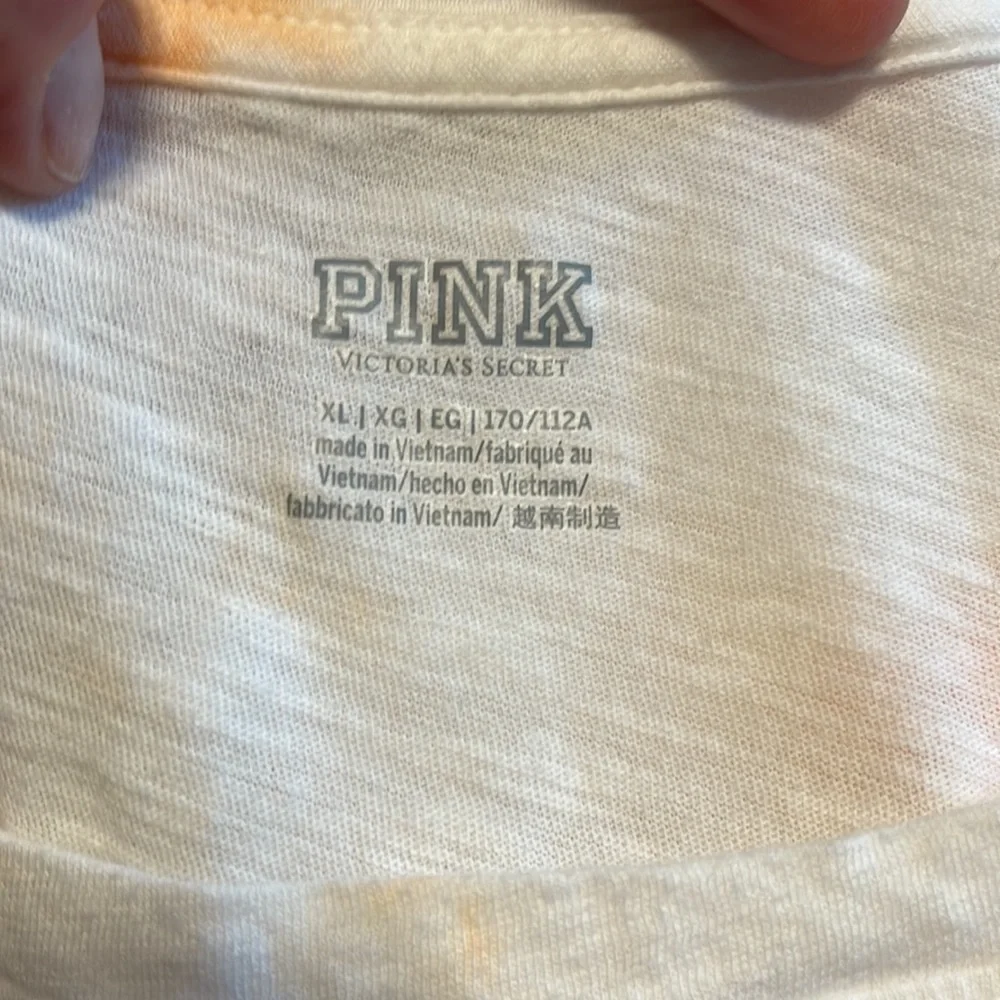 PINK
VICTORIA'S SECRET
XL | XG | EG | 170/112A
made in Vietnam/fabriqué au
Vietnam/hecho en Vietnam/
fabbricato in Vietnam/ 越南制造